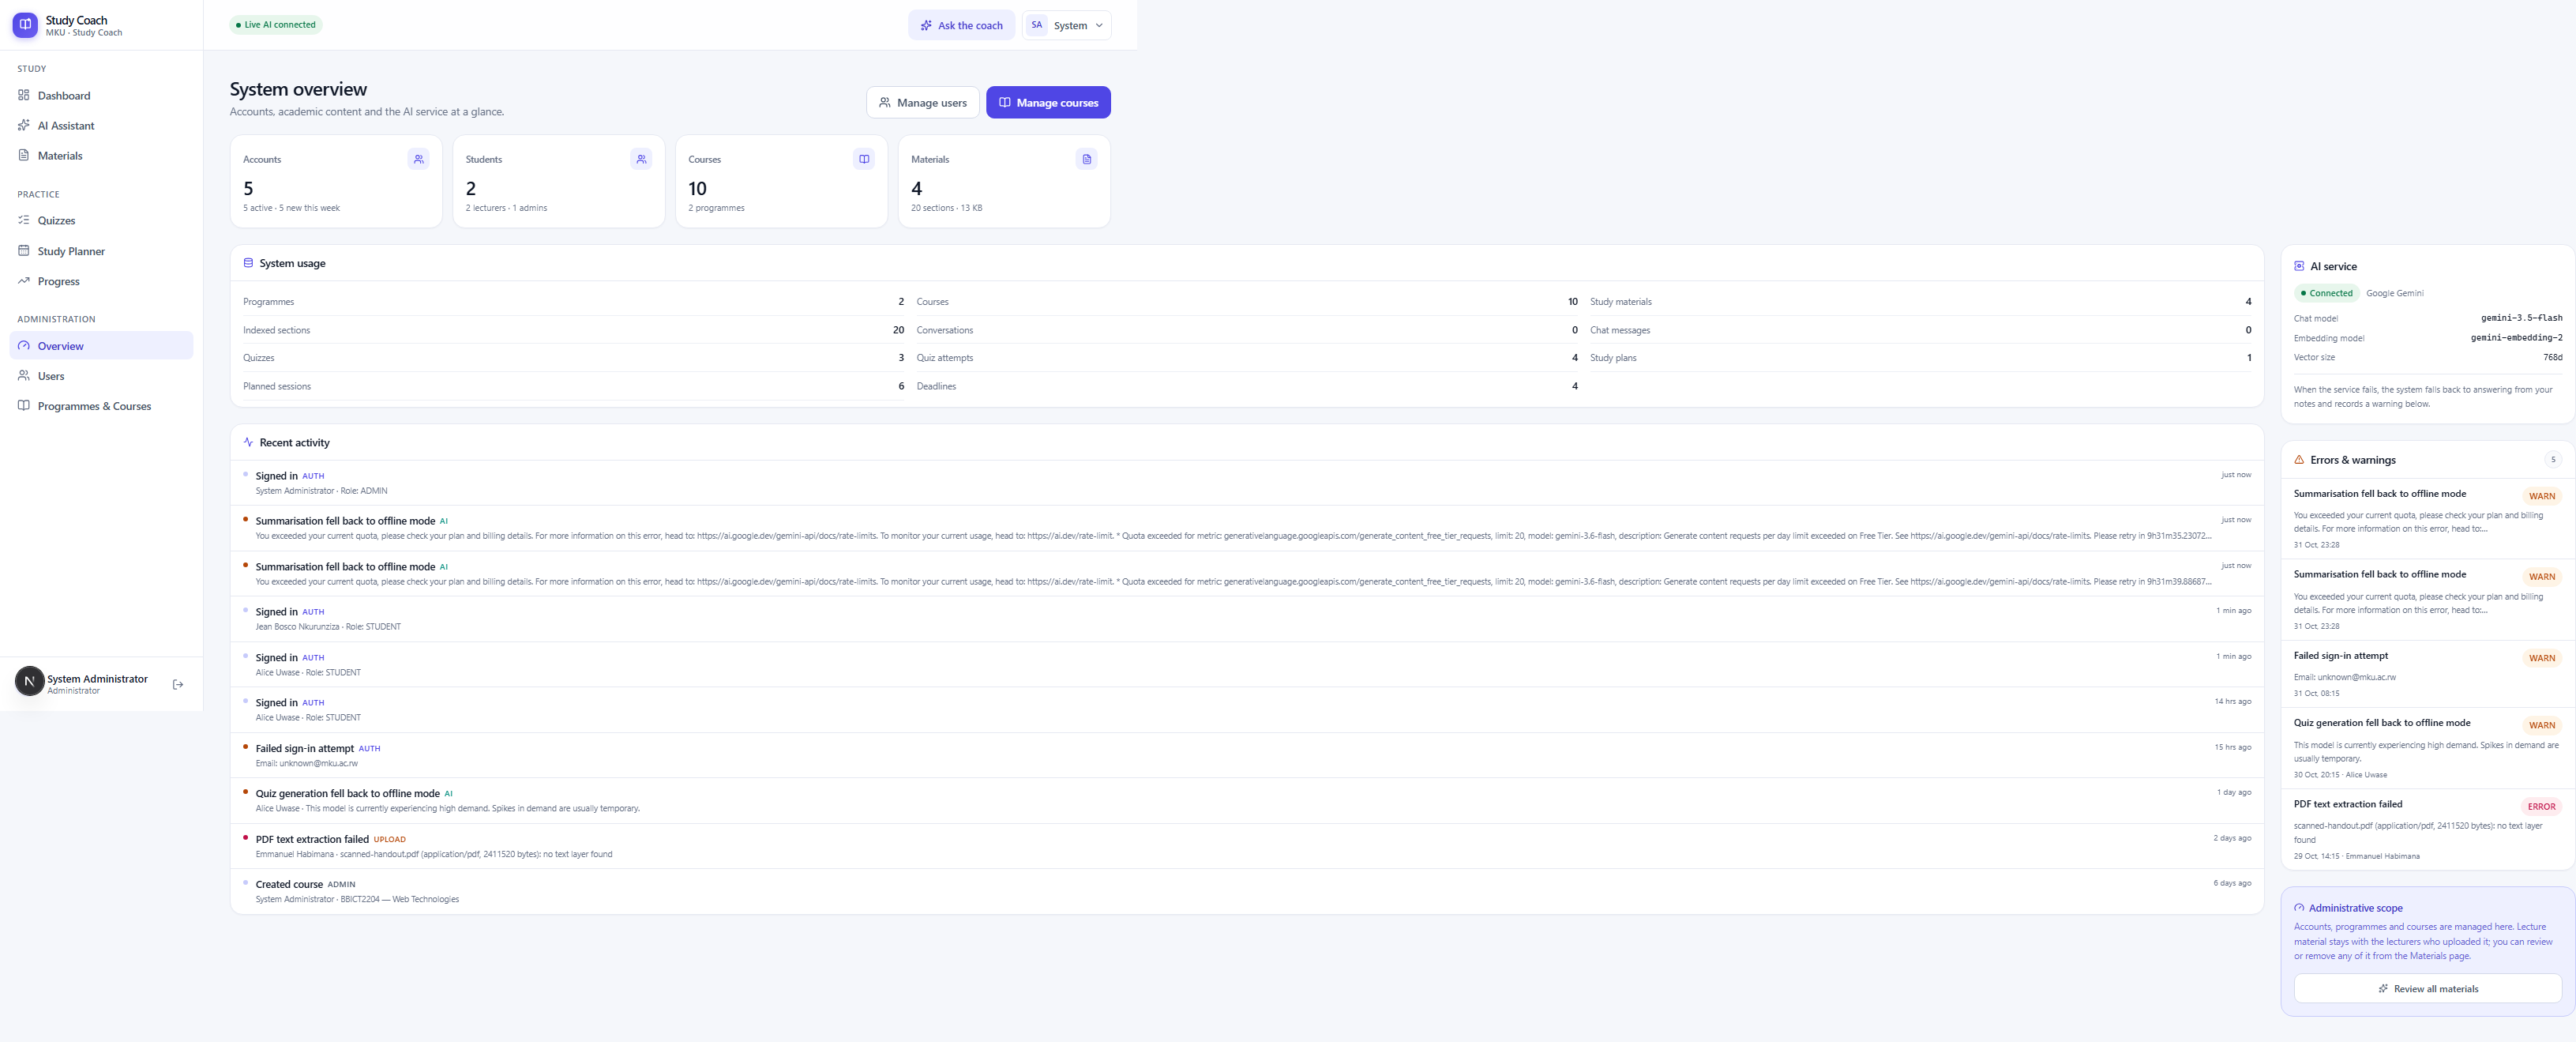 Study Coach
MKU · Study Coach
STUDY
Dashboard
AI Assistant
Materials
PRACTICE
Quizzes
Study Planner
Progress
ADMINISTRATION
Overview
Users
Programmes & Courses
N
System Administrator
Administrator
Live AI connected
Ask the coach
SA
System
System overview
Accounts, academic content and the AI service at a glance.
Manage users
Manage courses
Accounts
5
5 active · 5 new this week
Students
2
2 lecturers · 1 admins
Courses
10
2 programmes
Materials
4
20 sections · 13 KB
System usage
Programmes 2
Courses 10
Study materials 4
Indexed sections 20
Conversations 0
Chat messages 0
Quizzes 3
Quiz attempts 4
Study plans 1
Planned sessions 6
Deadlines 4
Recent activity
Signed in AUTH just now
System Administrator · Role: ADMIN
Summarisation fell back to offline mode AI just now
You exceeded your current quota, please check your plan and billing details. For more information on this error, head to: https://ai.google.dev/gemini-api/docs/rate-limits. To monitor your current usage, head to: https://ai.dev/rate-limit. * Quota exceeded for metric: generativelanguage.googleapis.com/generate_content_free_tier_requests, limit: 20, model: gemini-3.6-flash, description: Generate content requests per day limit exceeded on Free Tier. See https://ai.google.dev/gemini-api/docs/rate-limits. Please retry in 9h31m35.23072...
Summarisation fell back to offline mode AI just now
You exceeded your current quota, please check your plan and billing details. For more information on this error, head to: https://ai.google.dev/gemini-api/docs/rate-limits. To monitor your current usage, head to: https://ai.dev/rate-limit. * Quota exceeded for metric: generativelanguage.googleapis.com/generate_content_free_tier_requests, limit: 20, model: gemini-3.6-flash, description: Generate content requests per day limit exceeded on Free Tier. See https://ai.google.dev/gemini-api/docs/rate-limits. Please retry in 9h31m39.88687...
Signed in AUTH 1 min ago
Jean Bosco Nkurunziza · Role: STUDENT
Signed in AUTH 1 min ago
Alice Uwase · Role: STUDENT
Signed in AUTH 14 hrs ago
Alice Uwase · Role: STUDENT
Failed sign-in attempt AUTH 15 hrs ago
Email: unknown@mku.ac.rw
Quiz generation fell back to offline mode AI 1 day ago
Alice Uwase · This model is currently experiencing high demand. Spikes in demand are usually temporary.
PDF text extraction failed UPLOAD 2 days ago
Emmanuel Habimana · scanned-handout.pdf (application/pdf, 2411520 bytes): no text layer found
Created course ADMIN 6 days ago
System Administrator · BBICT2204 — Web Technologies
AI service
Connected Google Gemini
Chat model gemini-3.5-flash
Embedding model gemini-embedding-2
Vector size 768d
When the service fails, the system falls back to answering from your
notes and records a warning below.
Errors & warnings 5
Summarisation fell back to offline mode WARN
You exceeded your current quota, please check your plan and billing
details. For more information on this error, head to:...
31 Oct, 23:28
Summarisation fell back to offline mode WARN
You exceeded your current quota, please check your plan and billing
details. For more information on this error, head to:...
31 Oct, 23:28
Failed sign-in attempt WARN
Email: unknown@mku.ac.rw
31 Oct, 08:15
Quiz generation fell back to offline mode WARN
This model is currently experiencing high demand. Spikes in demand are
usually temporary.
30 Oct, 20:15 · Alice Uwase
PDF text extraction failed ERROR
scanned-handout.pdf (application/pdf, 2411520 bytes): no text layer
found
29 Oct, 14:15 · Emmanuel Habimana
Administrative scope
Accounts, programmes and courses are managed here. Lecture
material stays with the lecturers who uploaded it; you can review
or remove any of it from the Materials page.
Review all materials